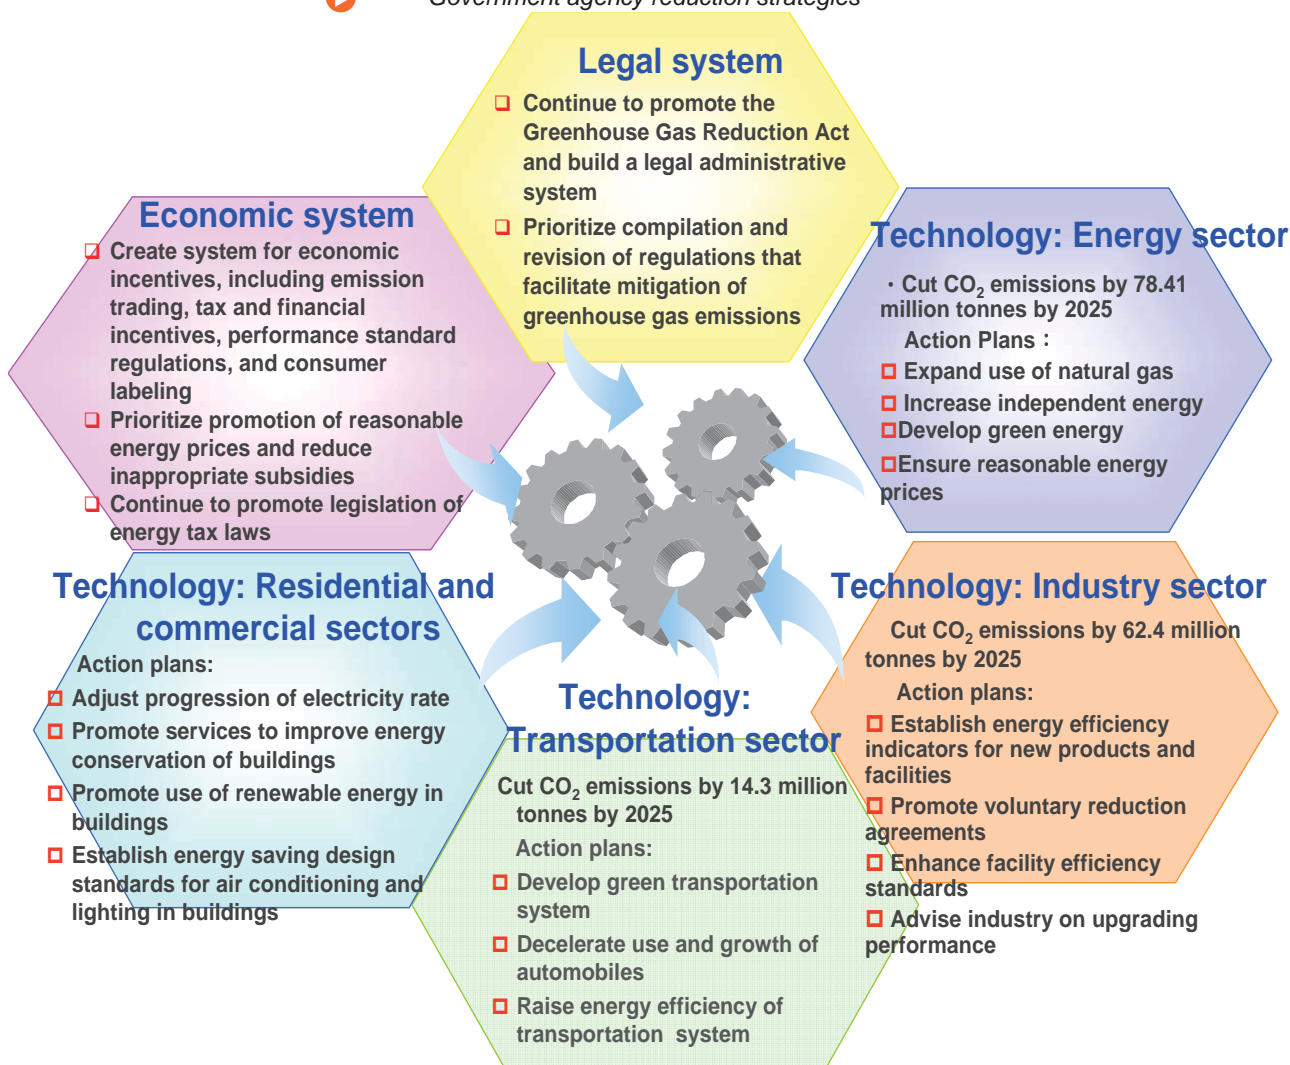 Government agency reduction strategies
Legal system
❑ Continue to promote the
Greenhouse Gas Reduction Act
and build a legal administrative
system
❑ Prioritize compilation and
revision of regulations that
facilitate mitigation of
greenhouse gas emissions
Economic system
❑ Create system for economic
incentives, including emission
trading, tax and financial
incentives, performance standard
regulations, and consumer
labeling
❑ Prioritize promotion of reasonable
energy prices and reduce
inappropriate subsidies
❑ Continue to promote legislation of
energy tax laws
Technology: Energy sector
・Cut CO₂ emissions by 78.41
million tonnes by 2025
Action Plans：
❑ Expand use of natural gas
❑ Increase independent energy
❑Develop green energy
❑Ensure reasonable energy
prices
Technology: Residential and
commercial sectors
Action plans:
❑ Adjust progression of electricity rate
❑ Promote services to improve energy
conservation of buildings
❑ Promote use of renewable energy in
buildings
❑ Establish energy saving design
standards for air conditioning and
lighting in buildings
Technology:
Transportation sector
Cut CO₂ emissions by 14.3 million
tonnes by 2025
Action plans:
❑ Develop green transportation
system
❑ Decelerate use and growth of
automobiles
❑ Raise energy efficiency of
transportation system
Technology: Industry sector
Cut CO₂ emissions by 62.4 million
tonnes by 2025
Action plans:
❑ Establish energy efficiency
indicators for new products and
facilities
❑ Promote voluntary reduction
agreements
❑ Enhance facility efficiency
standards
❑ Advise industry on upgrading
performance